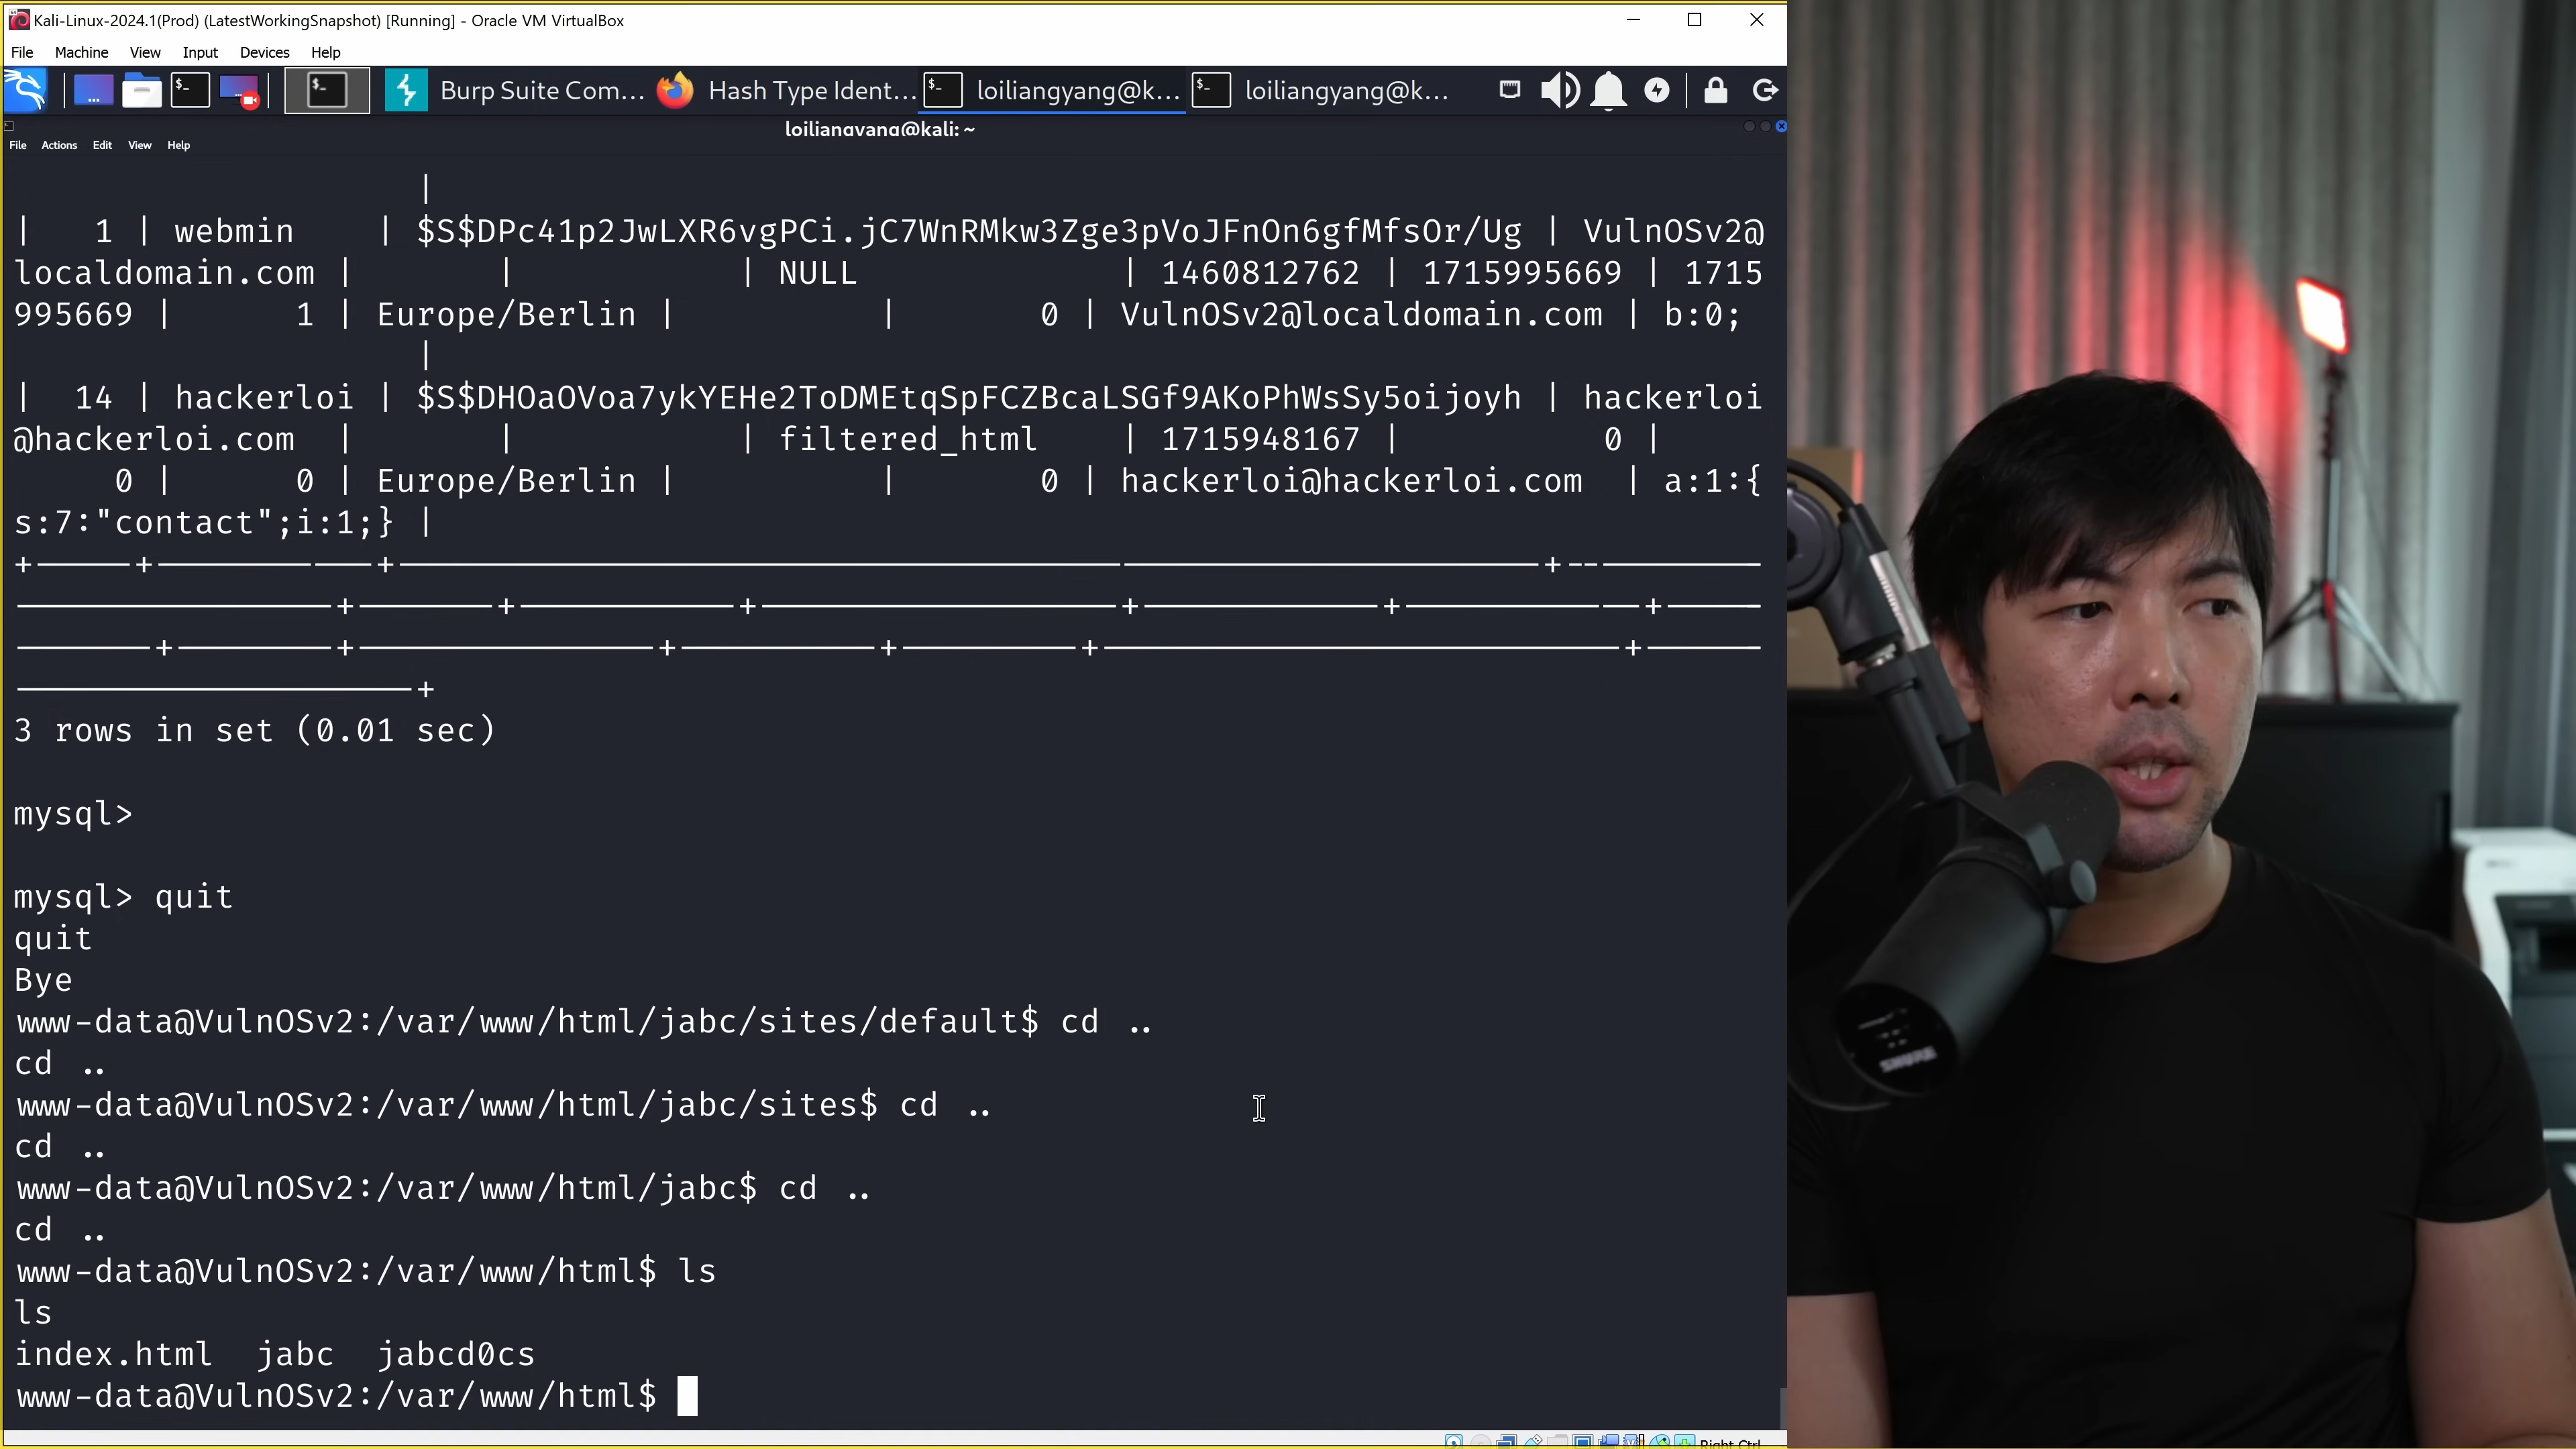 Kali-Linux-2024.1(Prod) (LatestWorkingSnapshot) [Running] - Oracle VM VirtualBox
File Machine View Input Devices Help
Burp Suite Com... Hash Type Ident... loiliangyang@k... loiliangyang@k...
loiliangyang@kali: ~
File Actions Edit View Help
|
| 1 | webmin | $S$DPc41p2JwLXR6vgPCi.jC7WnRMkw3Zge3pVoJFnOn6gfMfsOr/Ug | VulnOSv2@
localdomain.com | | | NULL | 1460812762 | 1715995669 | 1715
995669 | 1 | Europe/Berlin | | 0 | VulnOSv2@localdomain.com | b:0;
|
| 14 | hackerloi | $S$DHOaOVoa7ykYEHe2ToDMEtqSpFCZBcaLSGf9AKoPhWsSy5oijoyh | hackerloi
@hackerloi.com | | | filtered_html | 1715948167 | 0 |
0 | 0 | Europe/Berlin | | 0 | hackerloi@hackerloi.com | a:1:{
s:7:"contact";i:1;} |
3 rows in set (0.01 sec)
mysql>
mysql> quit
quit
Bye
www-data@VulnOSv2:/var/www/html/jabc/sites/default$ cd ..
cd ..
www-data@VulnOSv2:/var/www/html/jabc/sites$ cd ..
cd ..
www-data@VulnOSv2:/var/www/html/jabc$ cd ..
cd ..
www-data@VulnOSv2:/var/www/html$ ls
ls
index.html jabc jabcd0cs
www-data@VulnOSv2:/var/www/html$
Right Ctrl
SHURE